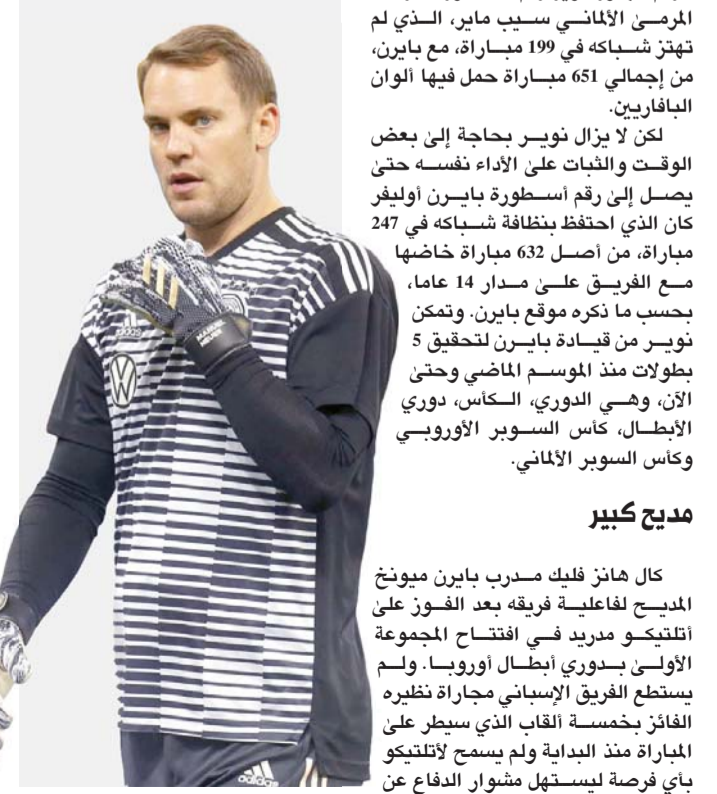 المرمىٰ الألماني سيب ماير، الذي لم
تهتز شباكه في 199 مباراة، مع بايرن،
من إجمالي 651 مباراة حمل فيها ألوان
البافاريين.
لكن لا يزال نوير بحاجة إلىٰ بعض
الوقت والثبات علىٰ الأداء نفسه حتىٰ
يصل إلىٰ رقم أسطورة بايرن أوليفر
كان الذي احتفظ بنظافة شباكه في 247
مباراة، من أصل 632 مباراة خاضها
مع الفريق علىٰ مدار 14 عاما،
بحسب ما ذكره موقع بايرن. وتمكن
نوير من قيادة بايرن لتحقيق 5
بطولات منذ الموسم الماضي وحتىٰ
الآن، وهي الدوري، الكأس، دوري
الأبطال، كأس السوبر الأوروبي
وكأس السوبر الألماني.
مديح كبير
كال هانز فليك مدرب بايرن ميونخ
المديح لفاعلية فريقه بعد الفوز علىٰ
أتلتيكو مدريد في افتتاح المجموعة
الأولىٰ بدوري أبطال أوروبا. ولم
يستطع الفريق الإسباني مجاراة نظيره
الفائز بخمسة ألقاب الذي سيطر علىٰ
المباراة منذ البداية ولم يسمح لأتلتيكو
بأي فرصة ليستهل مشوار الدفاع عن
adidas
MANUEL
NEUER
adidas